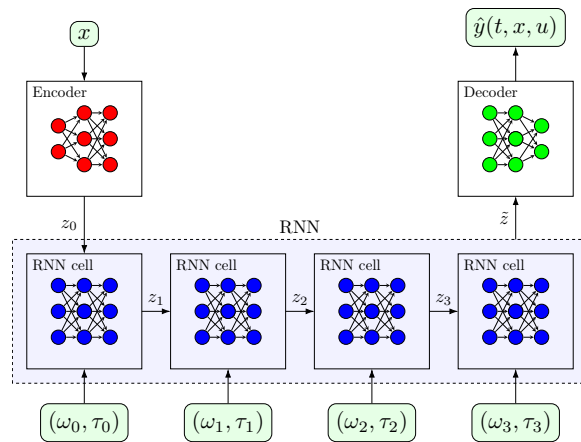 x
ŷ(t, x, u)
Encoder
Decoder
z₀
RNN
z̃
RNN cell
RNN cell
RNN cell
RNN cell
z₁
z₂
z₃
(ω₀, τ₀)
(ω₁, τ₁)
(ω₂, τ₂)
(ω₃, τ₃)